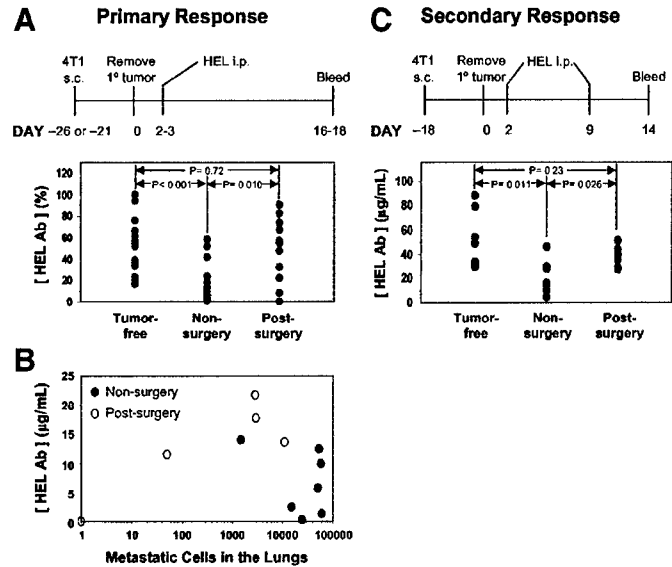 A
Primary Response
4T1 s.c.
Remove 1º tumor
HEL i.p.
Bleed
DAY –26 or –21 0 2-3 16-18
[ HEL Ab ] (%)
120
100
80
60
40
20
0
P= 0.72
P< 0.001
P= 0.010
Tumor-free
Non-surgery
Post-surgery
B
[ HEL Ab ] (µg/mL)
25
20
15
10
5
0
● Non-surgery
○ Post-surgery
1 10 100 1000 10000 100000
Metastatic Cells in the Lungs
C
Secondary Response
4T1 s.c.
Remove 1º tumor
HEL i.p.
Bleed
DAY –18 0 2 9 14
[ HEL Ab ] (µg/mL)
100
80
60
40
20
0
P= 0.23
P= 0.011
P= 0.026
Tumor-free
Non-surgery
Post-surgery